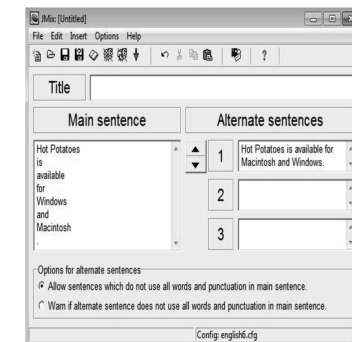 JMix: [Untitled]
File Edit Insert Options Help
?
Title
Main sentence
Alternate sentences
Hot Potatoes
is
available
for
Windows
and
Macintosh
.
1
Hot Potatoes is available for
Macintosh and Windows.
2
3
Options for alternate sentences
Allow sentences which do not use all words and punctuation in main sentence.
Warn if alternate sentence does not use all words and punctuation in main sentence.
Config: english6.cfg